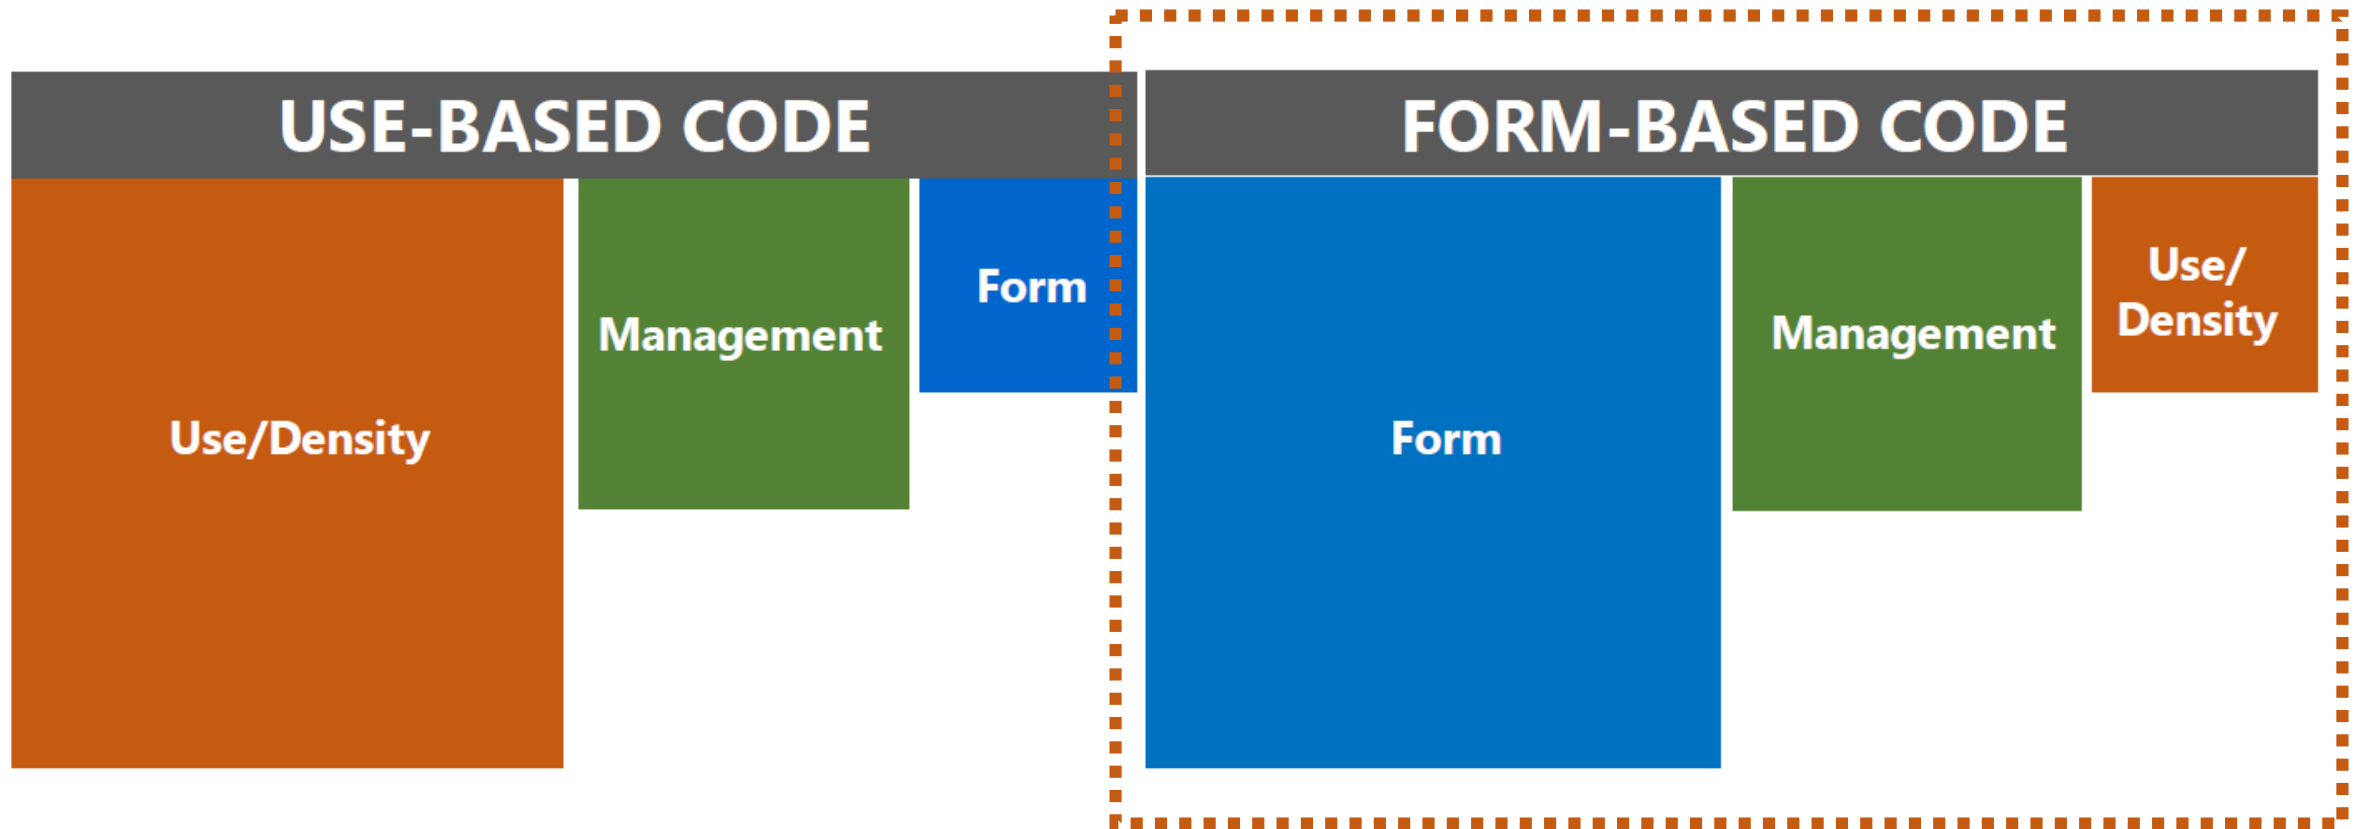 USE-BASED CODE
Use/Density
Management
Form
FORM-BASED CODE
Form
Management
Use/
Density